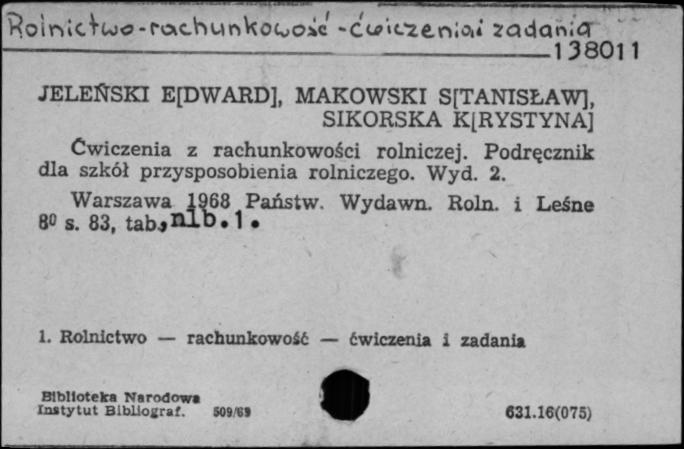 Rolnictwo-rachunkowość-ćwiczenia i zadania
138011
JELEŃSKI E[DWARD], MAKOWSKI S[TANISŁAW],
SIKORSKA K[RYSTYNA]
Ćwiczenia z rachunkowości rolniczej. Podręcznik
dla szkół przysposobienia rolniczego. Wyd. 2.
Warszawa 1968 Państw. Wydawn. Roln. i Leśne
8⁰ s. 83, tab., nlb.1.
1. Rolnictwo — rachunkowość — ćwiczenia i zadania
Biblioteka Narodowa
Instytut Bibliograf. 509/69
631.16(075)